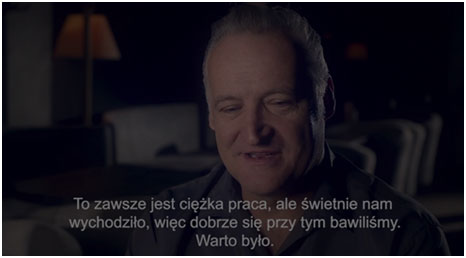 To zawsze jest ciężka praca, ale świetnie nam
wychodziło, więc dobrze się przy tym bawiliśmy.
Warto było.